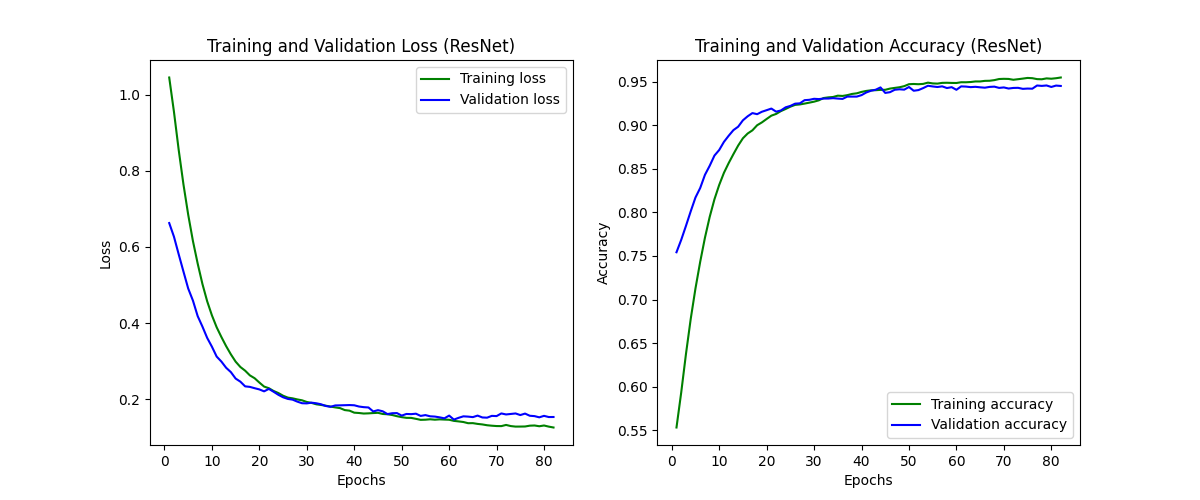 Training and Validation Loss (ResNet)
Training loss
Validation loss
1.0
0.8
0.6
0.4
0.2
Loss
0 10 20 30 40 50 60 70 80
Epochs
Training and Validation Accuracy (ResNet)
0.95
0.90
0.85
0.80
0.75
0.70
0.65
0.60
0.55
Accuracy
Training accuracy
Validation accuracy
0 10 20 30 40 50 60 70 80
Epochs